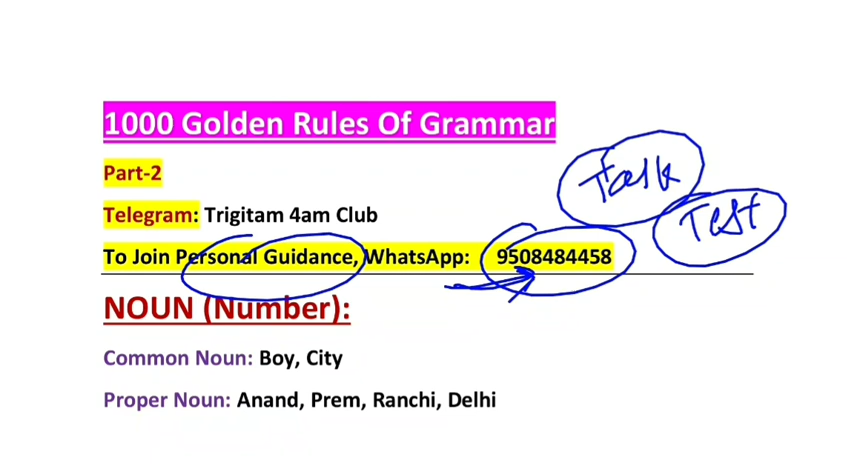 1000 Golden Rules Of Grammar
Part-2
Task
Telegram: Trigitam 4am Club
Test
To Join Personal Guidance, WhatsApp: 9508484458
NOUN (Number):
Common Noun: Boy, City
Proper Noun: Anand, Prem, Ranchi, Delhi